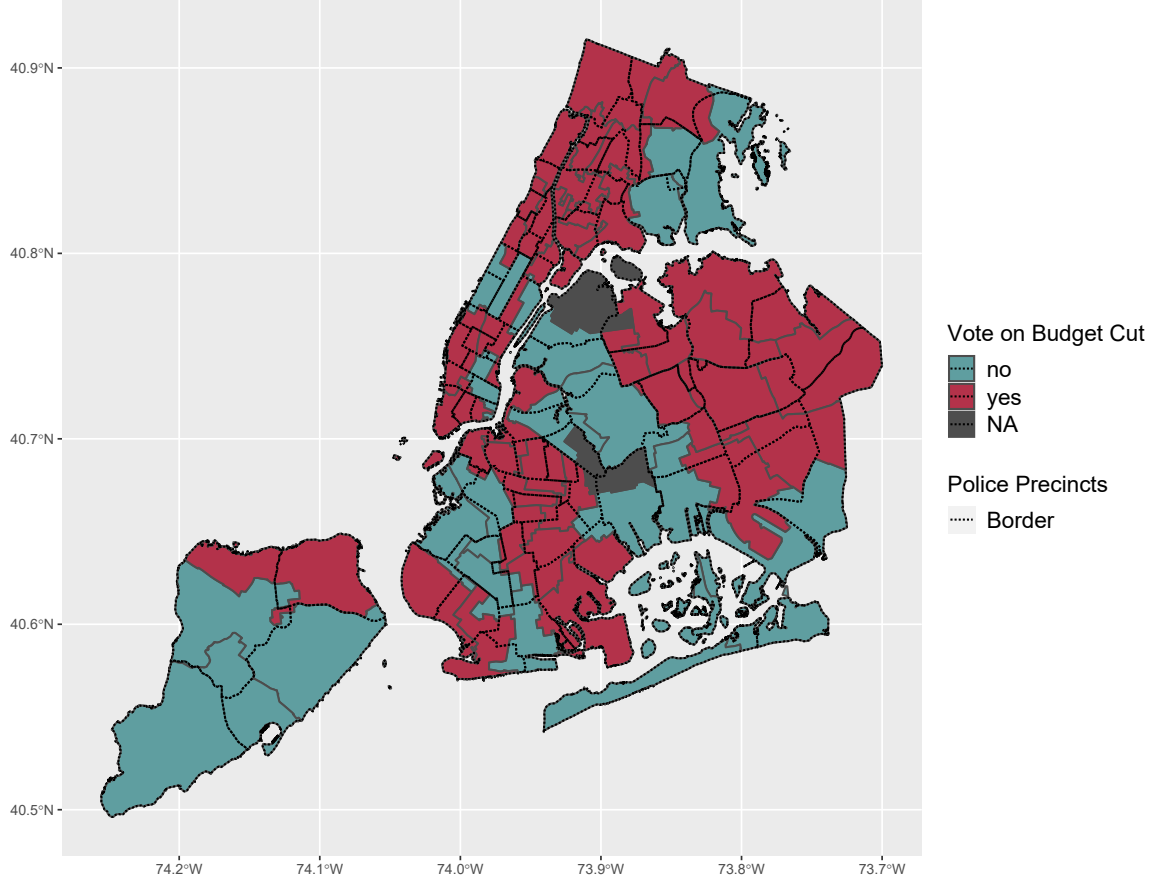 40.9°N
40.8°N
40.7°N
40.6°N
40.5°N
74.2°W
74.1°W
74.0°W
73.9°W
73.8°W
73.7°W
Vote on Budget Cut
no
yes
NA
Police Precincts
Border